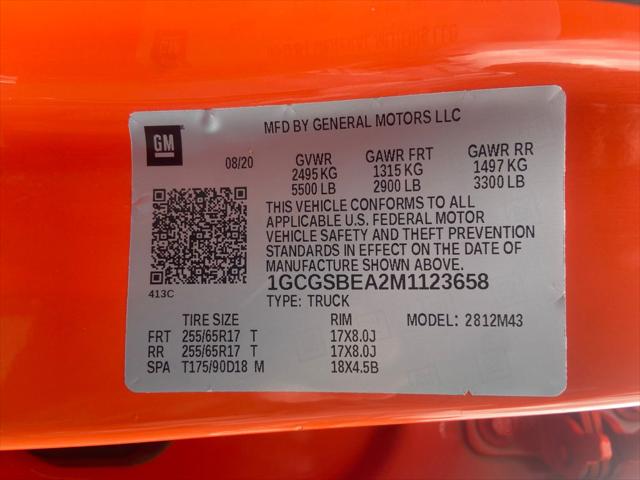 MFD BY GENERAL MOTORS LLC
GM
08/20 GVWR GAWR FRT GAWR RR
2495 KG 1315 KG 1497 KG
5500 LB 2900 LB 3300 LB
THIS VEHICLE CONFORMS TO ALL
APPLICABLE U.S. FEDERAL MOTOR
VEHICLE SAFETY AND THEFT PREVENTION
STANDARDS IN EFFECT ON THE DATE OF
MANUFACTURE SHOWN ABOVE.
413C
1GCGSBEA2M1123658
TYPE: TRUCK
TIRE SIZE RIM MODEL: 2812M43
FRT 255/65R17 T 17X8.0J
RR 255/65R17 T 17X8.0J
SPA T175/90D18 M 18X4.5B